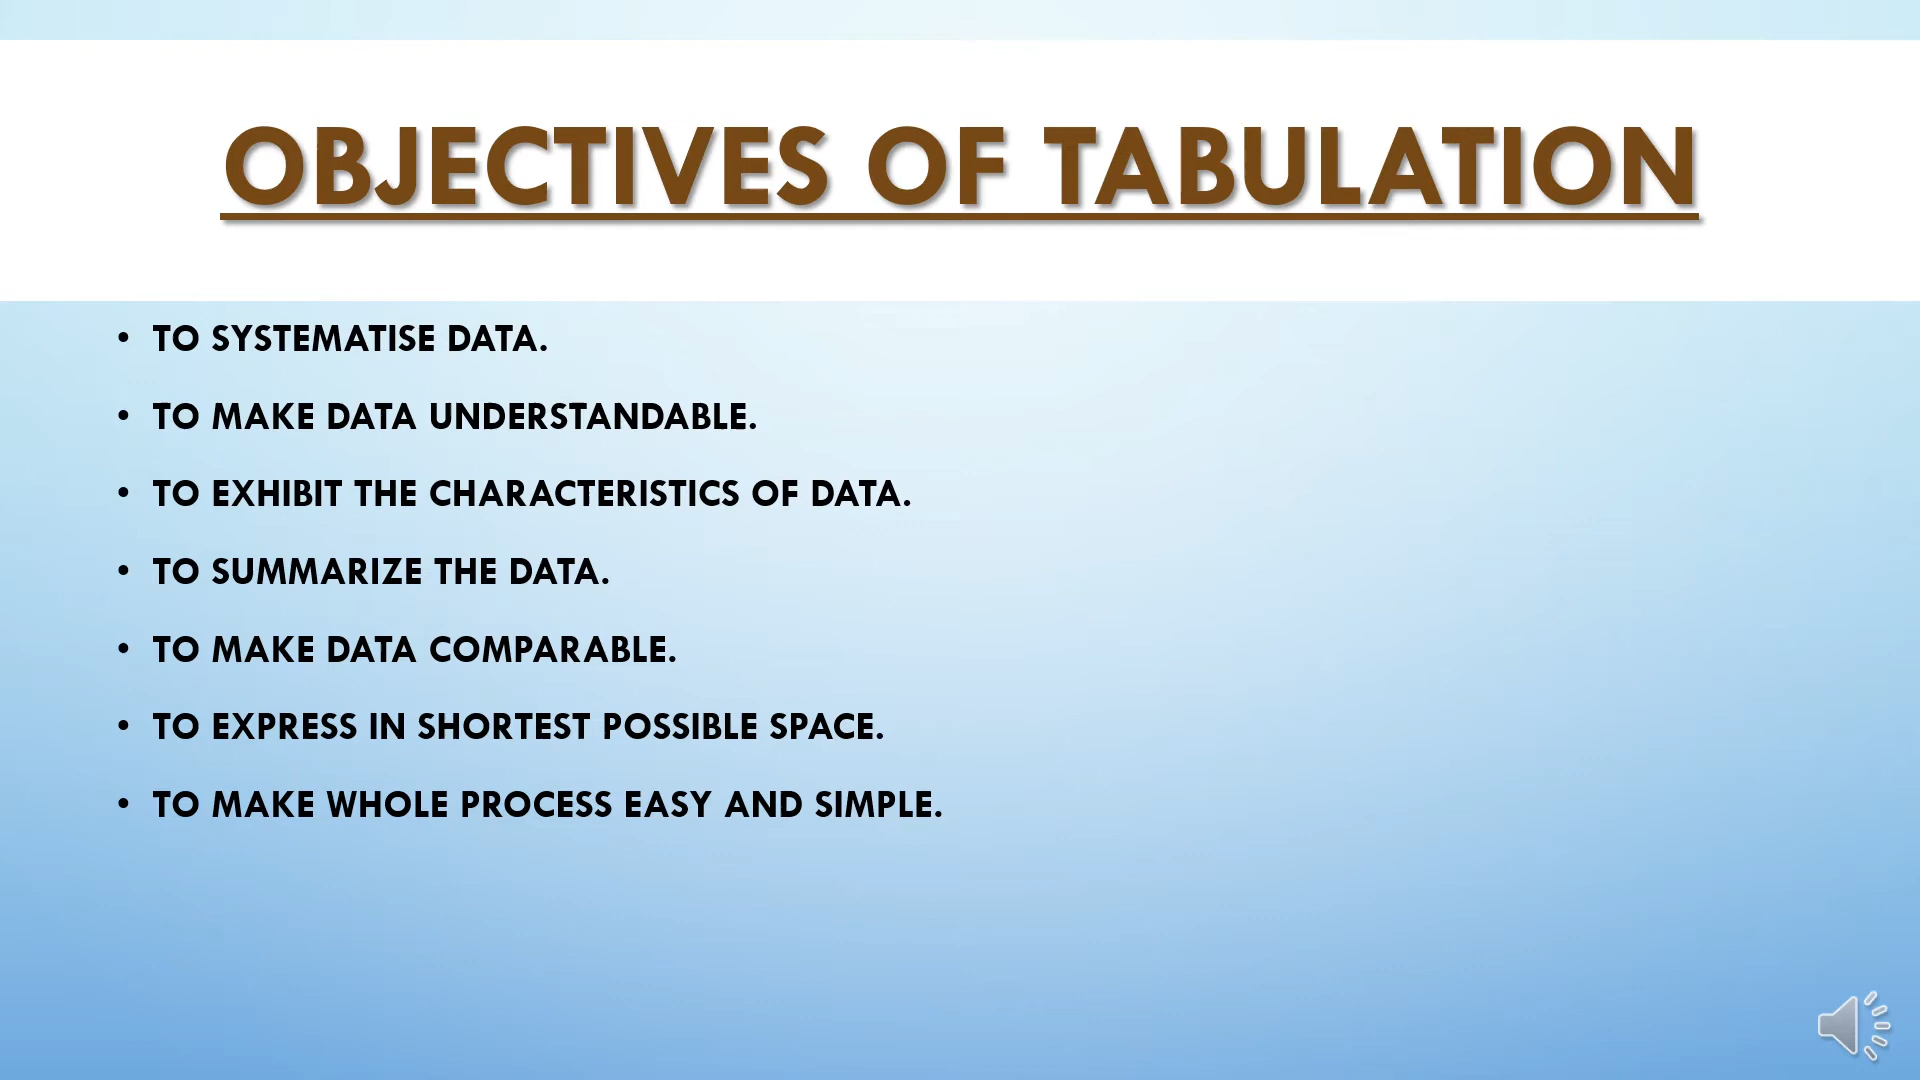 OBJECTIVES OF TABULATION
• TO SYSTEMATISE DATA.
• TO MAKE DATA UNDERSTANDABLE.
• TO EXHIBIT THE CHARACTERISTICS OF DATA.
• TO SUMMARIZE THE DATA.
• TO MAKE DATA COMPARABLE.
• TO EXPRESS IN SHORTEST POSSIBLE SPACE.
• TO MAKE WHOLE PROCESS EASY AND SIMPLE.